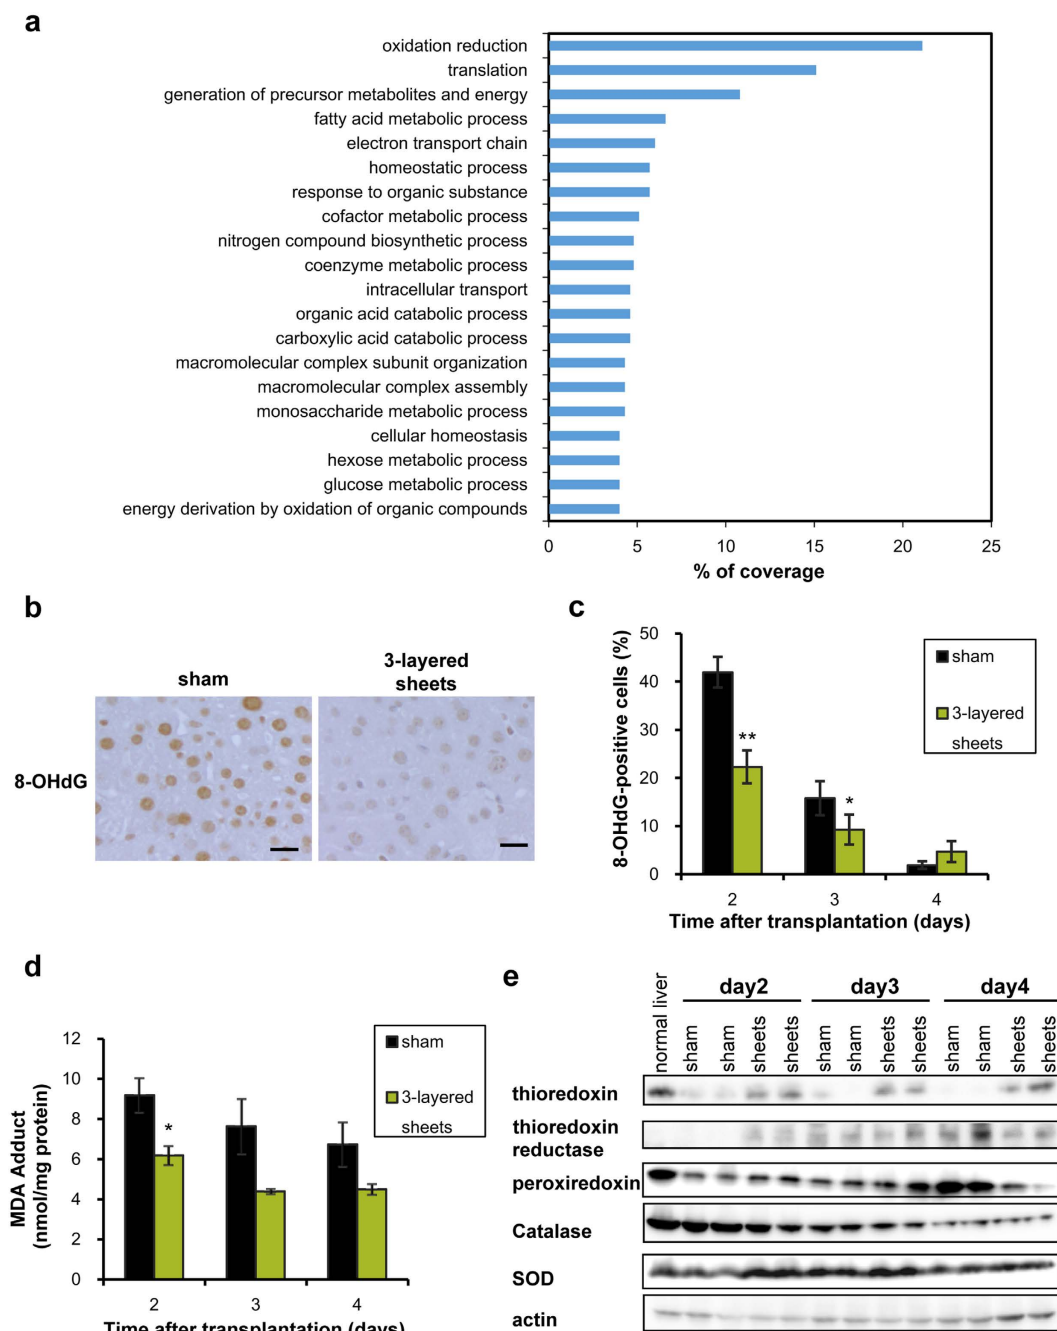 a
oxidation reduction
translation
generation of precursor metabolites and energy
fatty acid metabolic process
electron transport chain
homeostatic process
response to organic substance
cofactor metabolic process
nitrogen compound biosynthetic process
coenzyme metabolic process
intracellular transport
organic acid catabolic process
carboxylic acid catabolic process
macromolecular complex subunit organization
macromolecular complex assembly
monosaccharide metabolic process
cellular homeostasis
hexose metabolic process
glucose metabolic process
energy derivation by oxidation of organic compounds
0 5 10 15 20 25
% of coverage
b
sham
3-layered
sheets
8-OHdG
c
8-OHdG-positive cells (%)
50
40
30
20
10
0
**
*
sham
3-layered
sheets
2 3 4
Time after transplantation (days)
d
MDA Adduct
(nmol/mg protein)
12
10
8
6
4
2
0
*
sham
3-layered
sheets
2 3 4
Time after transplantation (days)
e
day2 day3 day4
normal liver sham sham sheets sheets sham sham sheets sheets sham sham sheets sheets
thioredoxin
thioredoxin
reductase
peroxiredoxin
Catalase
SOD
actin